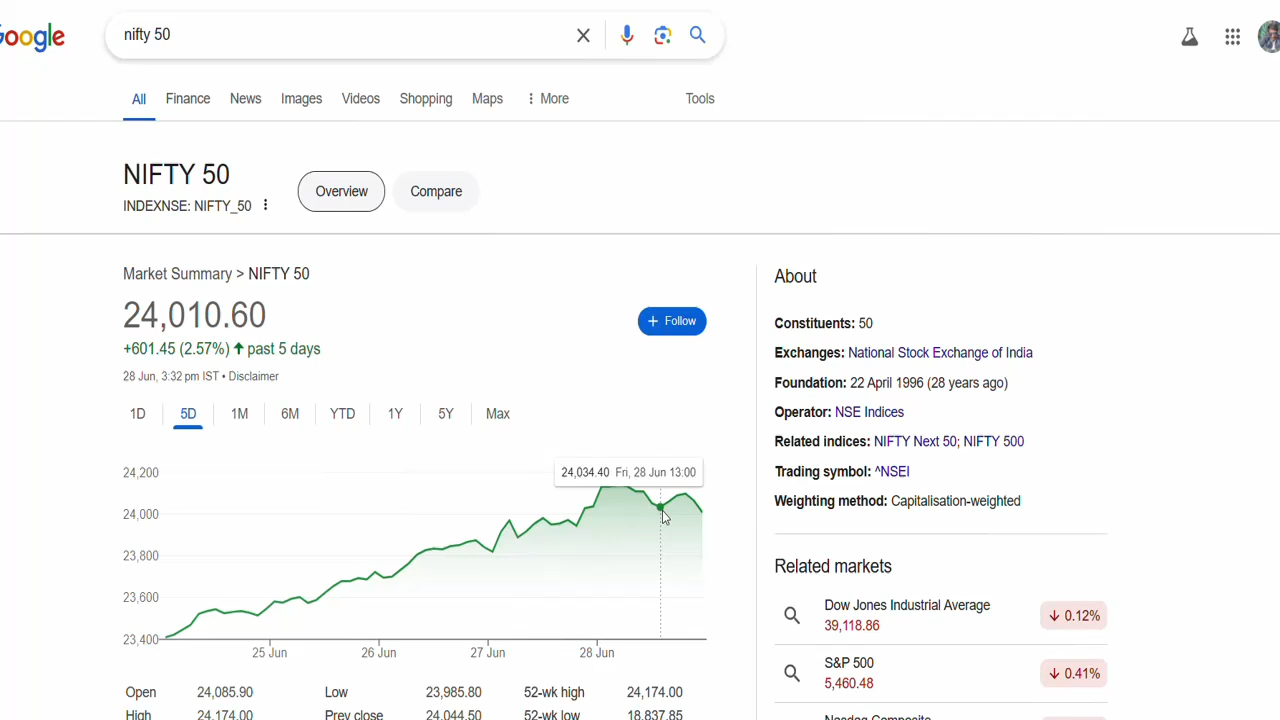 Google
nifty 50
All Finance News Images Videos Shopping Maps More Tools
NIFTY 50
INDEXNSE: NIFTY_50
Overview Compare
Market Summary > NIFTY 50
24,010.60
+ Follow
+601.45 (2.57%) ↑ past 5 days
28 Jun, 3:32 pm IST • Disclaimer
1D 5D 1M 6M YTD 1Y 5Y Max
24,034.40 Fri, 28 Jun 13:00
24,200
24,000
23,800
23,600
23,400
25 Jun 26 Jun 27 Jun 28 Jun
Open 24,085.90 Low 23,985.80 52-wk high 24,174.00
High 24,174.00 Prev close 24,044.50 52-wk low 18,837.85
About
Constituents: 50
Exchanges: National Stock Exchange of India
Foundation: 22 April 1996 (28 years ago)
Operator: NSE Indices
Related indices: NIFTY Next 50; NIFTY 500
Trading symbol: ^NSEI
Weighting method: Capitalisation-weighted
Related markets
Dow Jones Industrial Average
39,118.86
↓ 0.12%
S&P 500
5,460.48
↓ 0.41%
Nasdaq Composite